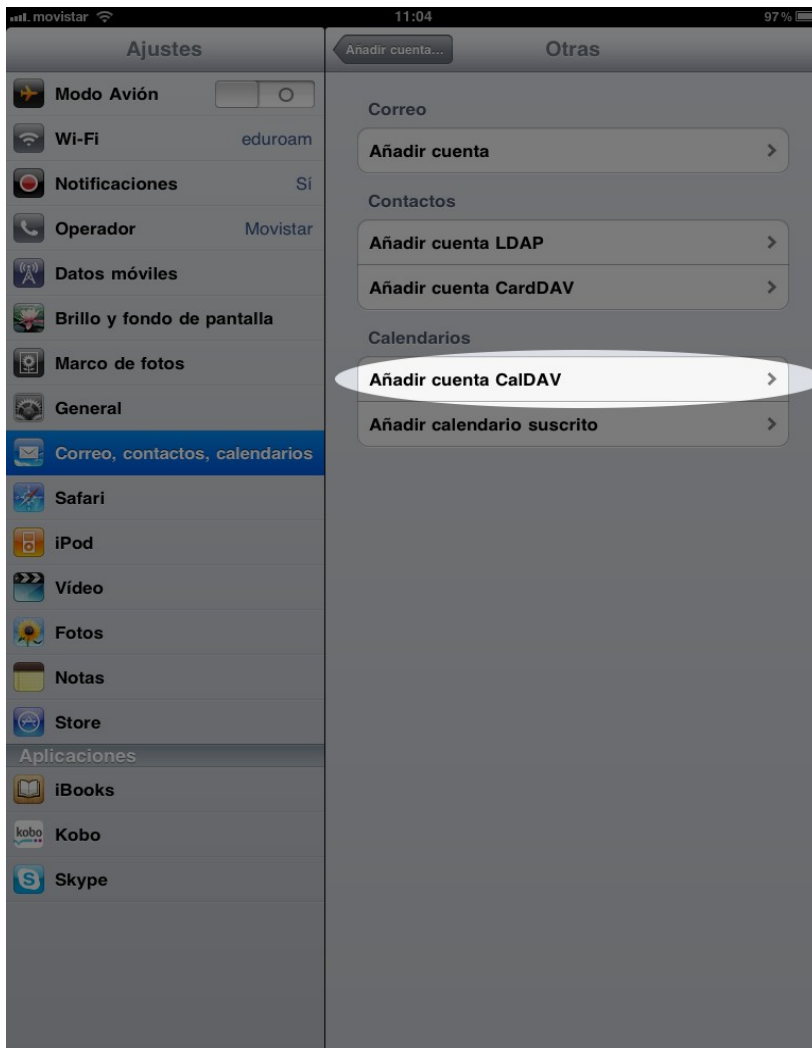 movistar 11:04 97%
Ajustes
Modo Avión
Wi-Fi eduroam
Notificaciones Sí
Operador Movistar
Datos móviles
Brillo y fondo de pantalla
Marco de fotos
General
Correo, contactos, calendarios
Safari
iPod
Vídeo
Fotos
Notas
Store
Aplicaciones
iBooks
kobo Kobo
S Skype
Añadir cuenta... Otras
Correo
Añadir cuenta
Contactos
Añadir cuenta LDAP
Añadir cuenta CardDAV
Calendarios
Añadir cuenta CalDAV
Añadir calendario suscrito